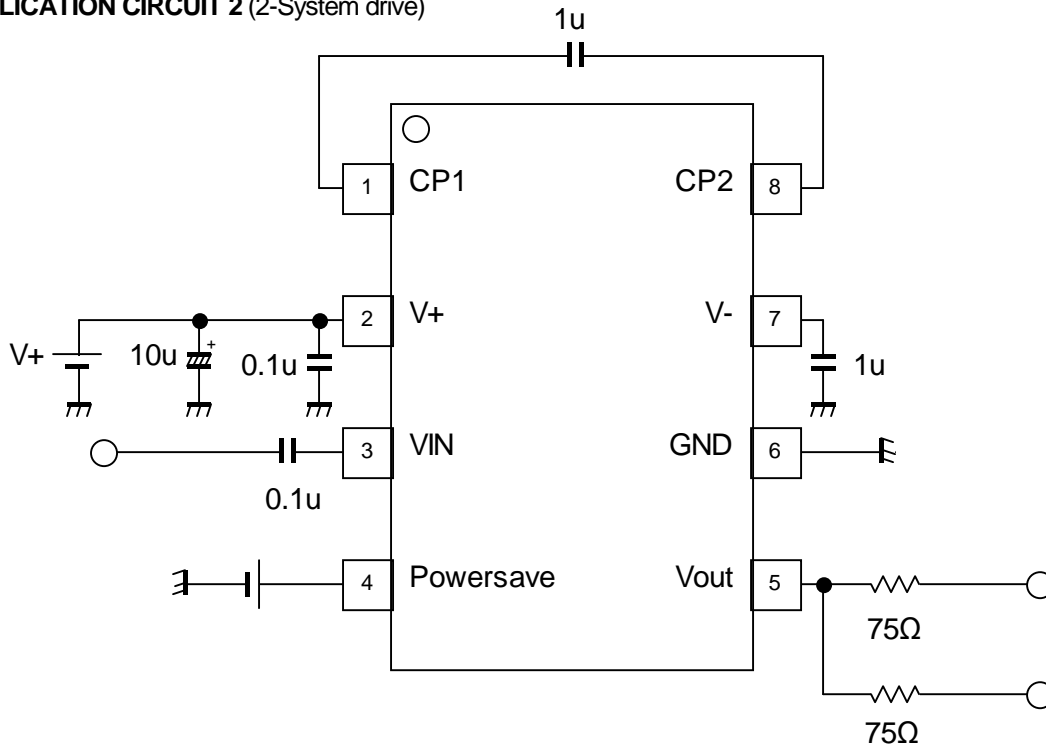 LICATION CIRCUIT 2 (2-System drive)
1u
1 CP1 CP2 8
2 V+ V- 7
V+ 10u + 0.1u 1u
3 VIN GND 6
0.1u
4 Powersave Vout 5
75Ω
75Ω